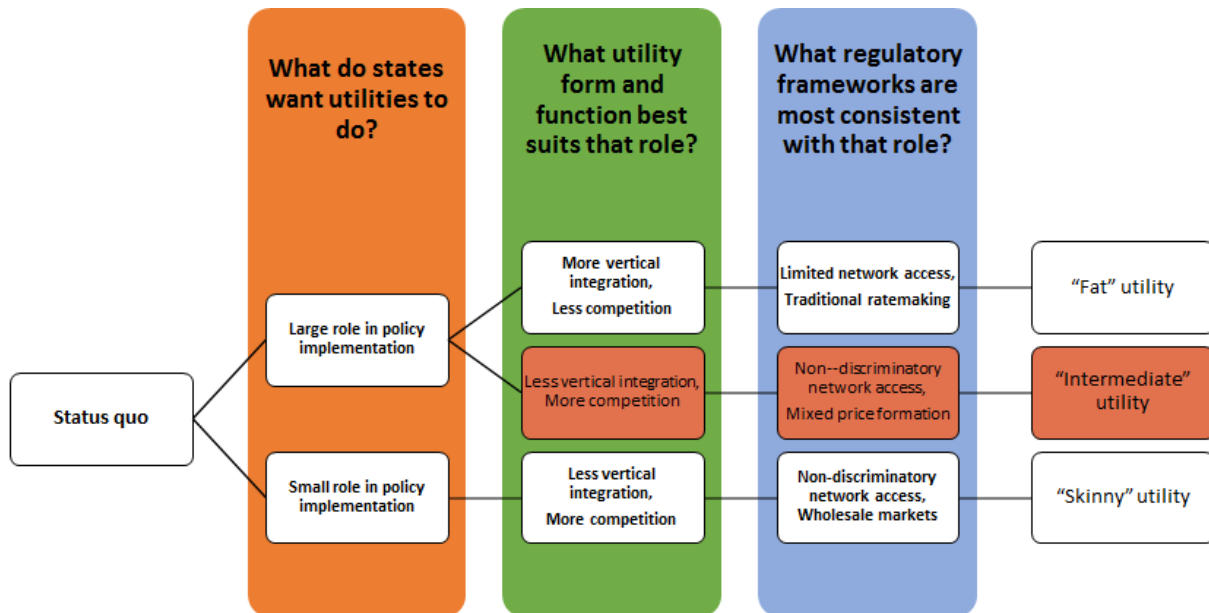 What do states
want utilities to
do?
What utility
form and
function best
suits that role?
What regulatory
frameworks are
most consistent
with that role?
Status quo
Large role in policy
implementation
Small role in policy
implementation
More vertical
integration,
Less competition
Less vertical integration,
More competition
Less vertical
integration,
More competition
Limited network access,
Traditional ratemaking
Non--discriminatory
network access,
Mixed price formation
Non-discriminatory
network access,
Wholesale markets
“Fat” utility
“Intermediate”
utility
“Skinny” utility